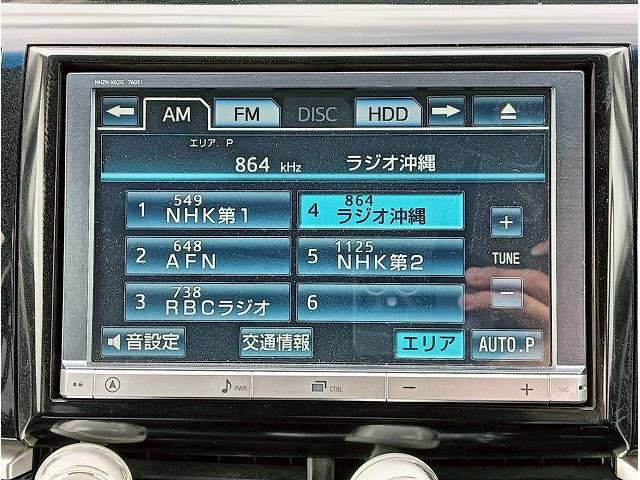 NHZN-X62G 76051
AM FM DISC HDD
エリア. P
864 kHz ラジオ沖縄
549
1 NHK第1
864
4 ラジオ沖縄
648
2 AFN
1125
5 NHK第2
738
3 RBCラジオ
6
+
TUNE
−
音設定 交通情報 エリア AUTO.P
PWR CTRL − +